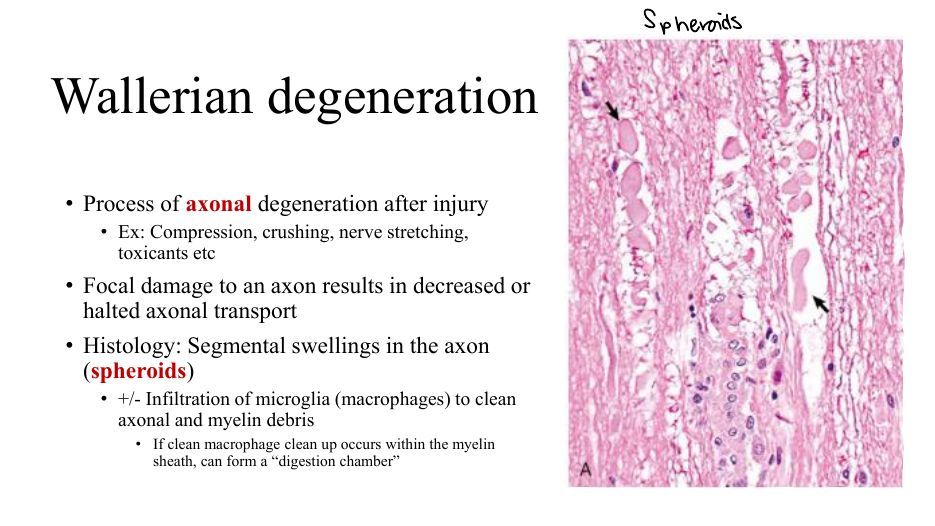 Spheroids
Wallerian degeneration
• Process of axonal degeneration after injury
• Ex: Compression, crushing, nerve stretching,
toxicants etc
• Focal damage to an axon results in decreased or
halted axonal transport
• Histology: Segmental swellings in the axon
(spheroids)
• +/- Infiltration of microglia (macrophages) to clean
axonal and myelin debris
• If clean macrophage clean up occurs within the myelin
sheath, can form a “digestion chamber”
A